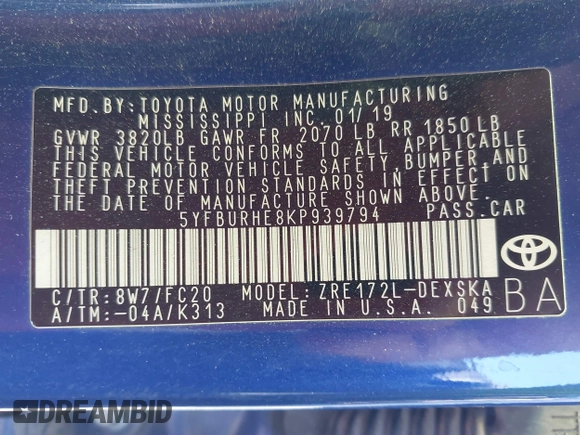 MFD.BY:TOYOTA MOTOR MANUFACTURING
MISSISSIPPI INC. 01/19
GVWR 3820LB GAWR FR 2070 LB RR 1850LB
THIS VEHICLE CONFORMS TO ALL APPLICABLE
FEDERAL MOTOR VEHICLE SAFETY, BUMPER,AND
THEFT PREVENTION STANDARDS IN EFFECT ON
THE DATE OF MANUFACTURE SHOWN ABOVE.
5YFBURHE8KP939794 PASS.CAR
C/TR:8W7/FC20 MODEL:ZRE172L-DEXSKA
A/TM:-04A/K313 MADE IN U.S.A. 049
BA
DREAMBID